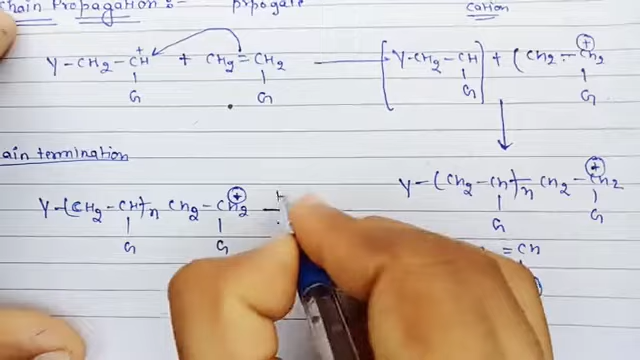 Chain Propagation :- propogate
Cation
Y-CH2-CH+ + CH2=CH2 → [Y-CH2-CH] + (CH2-CH2 ⊕
G G G G
ain termination
Y-(CH2-CH)n CH2-CH2 ⊕
G G
Y-(CH2-CH)n CH2-CH2 ⊕
G G
= CH